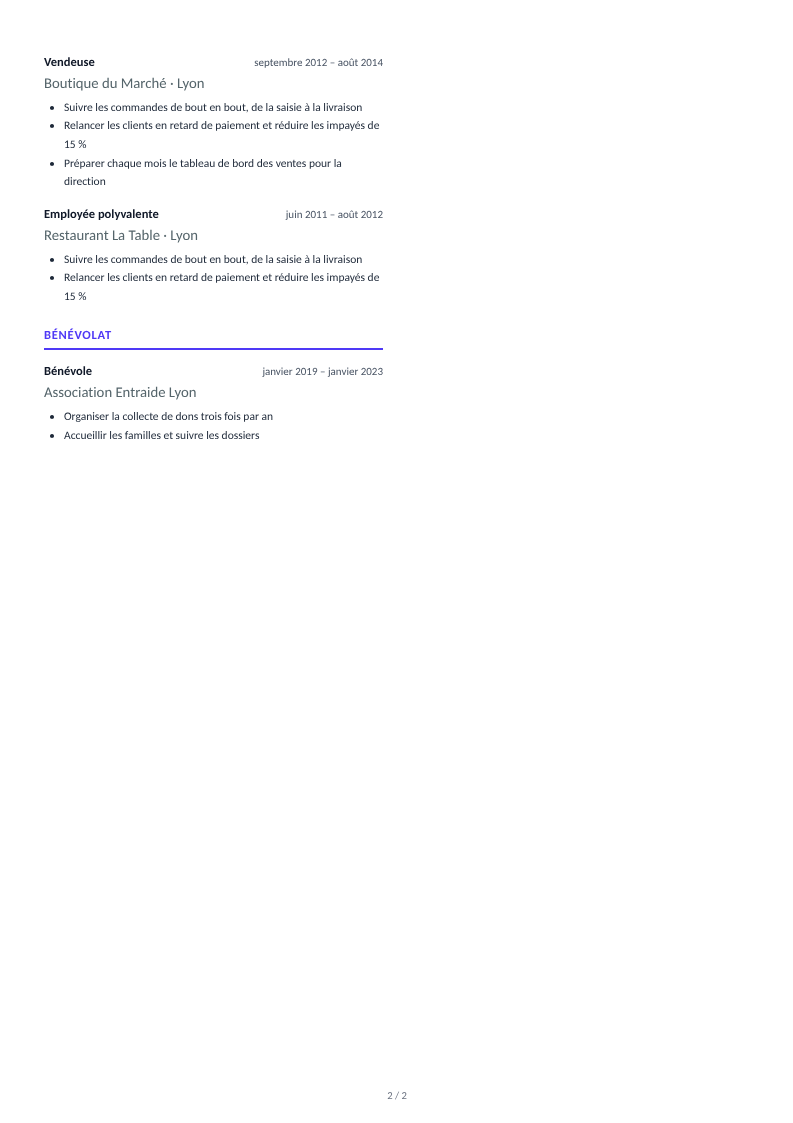 Vendeuse septembre 2012 – août 2014
Boutique du Marché · Lyon
• Suivre les commandes de bout en bout, de la saisie à la livraison
• Relancer les clients en retard de paiement et réduire les impayés de
15 %
• Préparer chaque mois le tableau de bord des ventes pour la
direction
Employée polyvalente juin 2011 – août 2012
Restaurant La Table · Lyon
• Suivre les commandes de bout en bout, de la saisie à la livraison
• Relancer les clients en retard de paiement et réduire les impayés de
15 %
BÉNÉVOLAT
Bénévole janvier 2019 – janvier 2023
Association Entraide Lyon
• Organiser la collecte de dons trois fois par an
• Accueillir les familles et suivre les dossiers
2 / 2